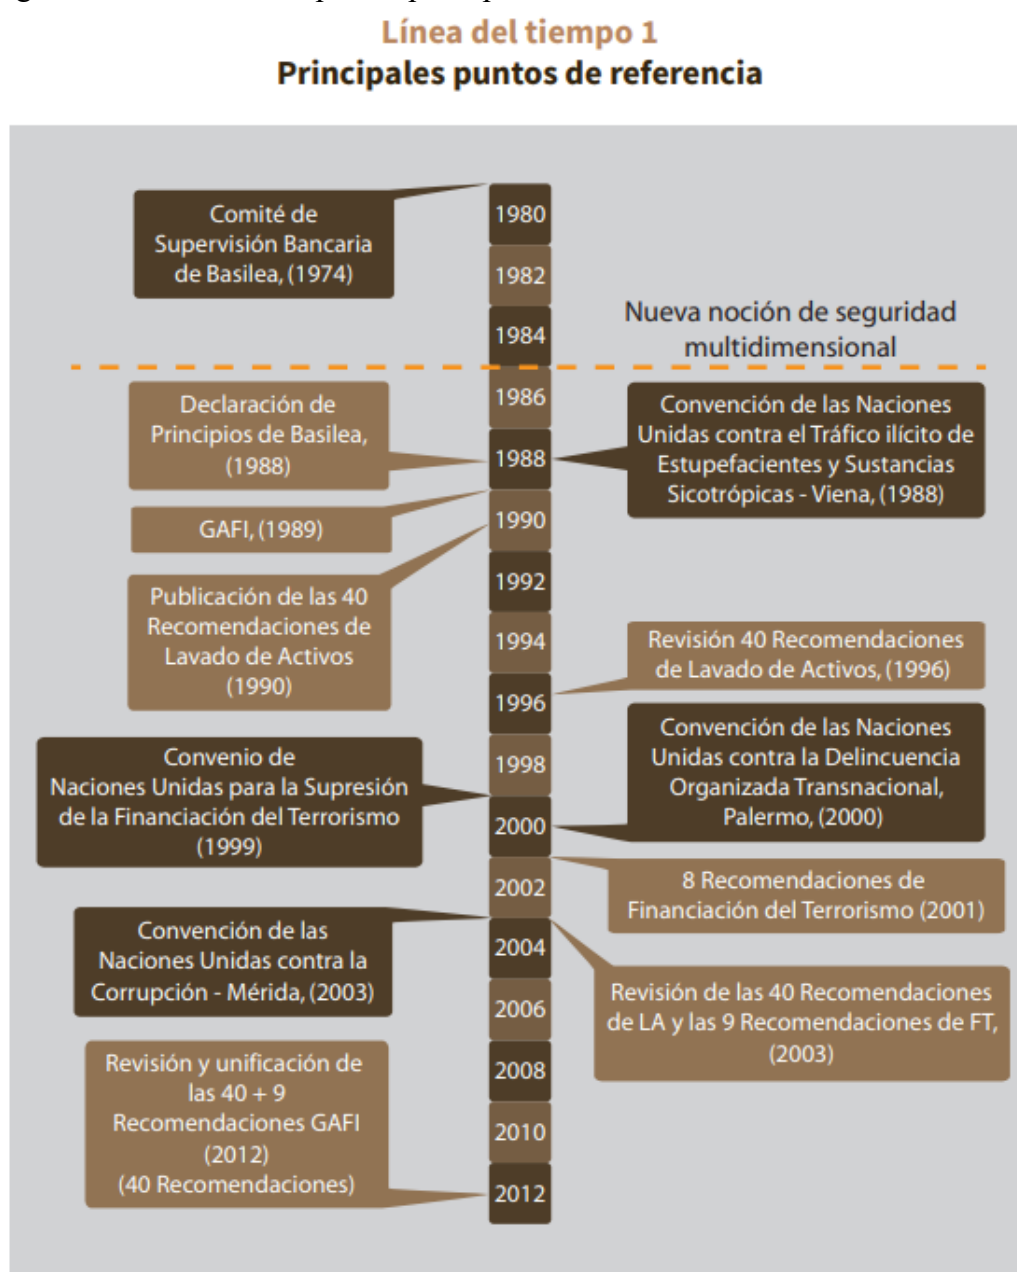 Línea del tiempo 1
Principales puntos de referencia
Comité de
Supervisión Bancaria
de Basilea, (1974)
1980
1982
1984
Nueva noción de seguridad
multidimensional
Declaración de
Principios de Basilea,
(1988)
1986
Convención de las Naciones
Unidas contra el Tráfico ilícito de
Estupefacientes y Sustancias
Sicotrópicas - Viena, (1988)
1988
GAFI, (1989)
1990
Publicación de las 40
Recomendaciones de
Lavado de Activos
(1990)
1992
1994
Revisión 40 Recomendaciones
de Lavado de Activos, (1996)
1996
Convenio de
Naciones Unidas para la Supresión
de la Financiación del Terrorismo
(1999)
1998
Convención de las Naciones
Unidas contra la Delincuencia
Organizada Transnacional,
Palermo, (2000)
2000
2002
8 Recomendaciones de
Financiación del Terrorismo (2001)
Convención de las
Naciones Unidas contra la
Corrupción - Mérida, (2003)
2004
2006
Revisión de las 40 Recomendaciones
de LA y las 9 Recomendaciones de FT,
(2003)
Revisión y unificación de
las 40 + 9
Recomendaciones GAFI
(2012)
(40 Recomendaciones)
2008
2010
2012